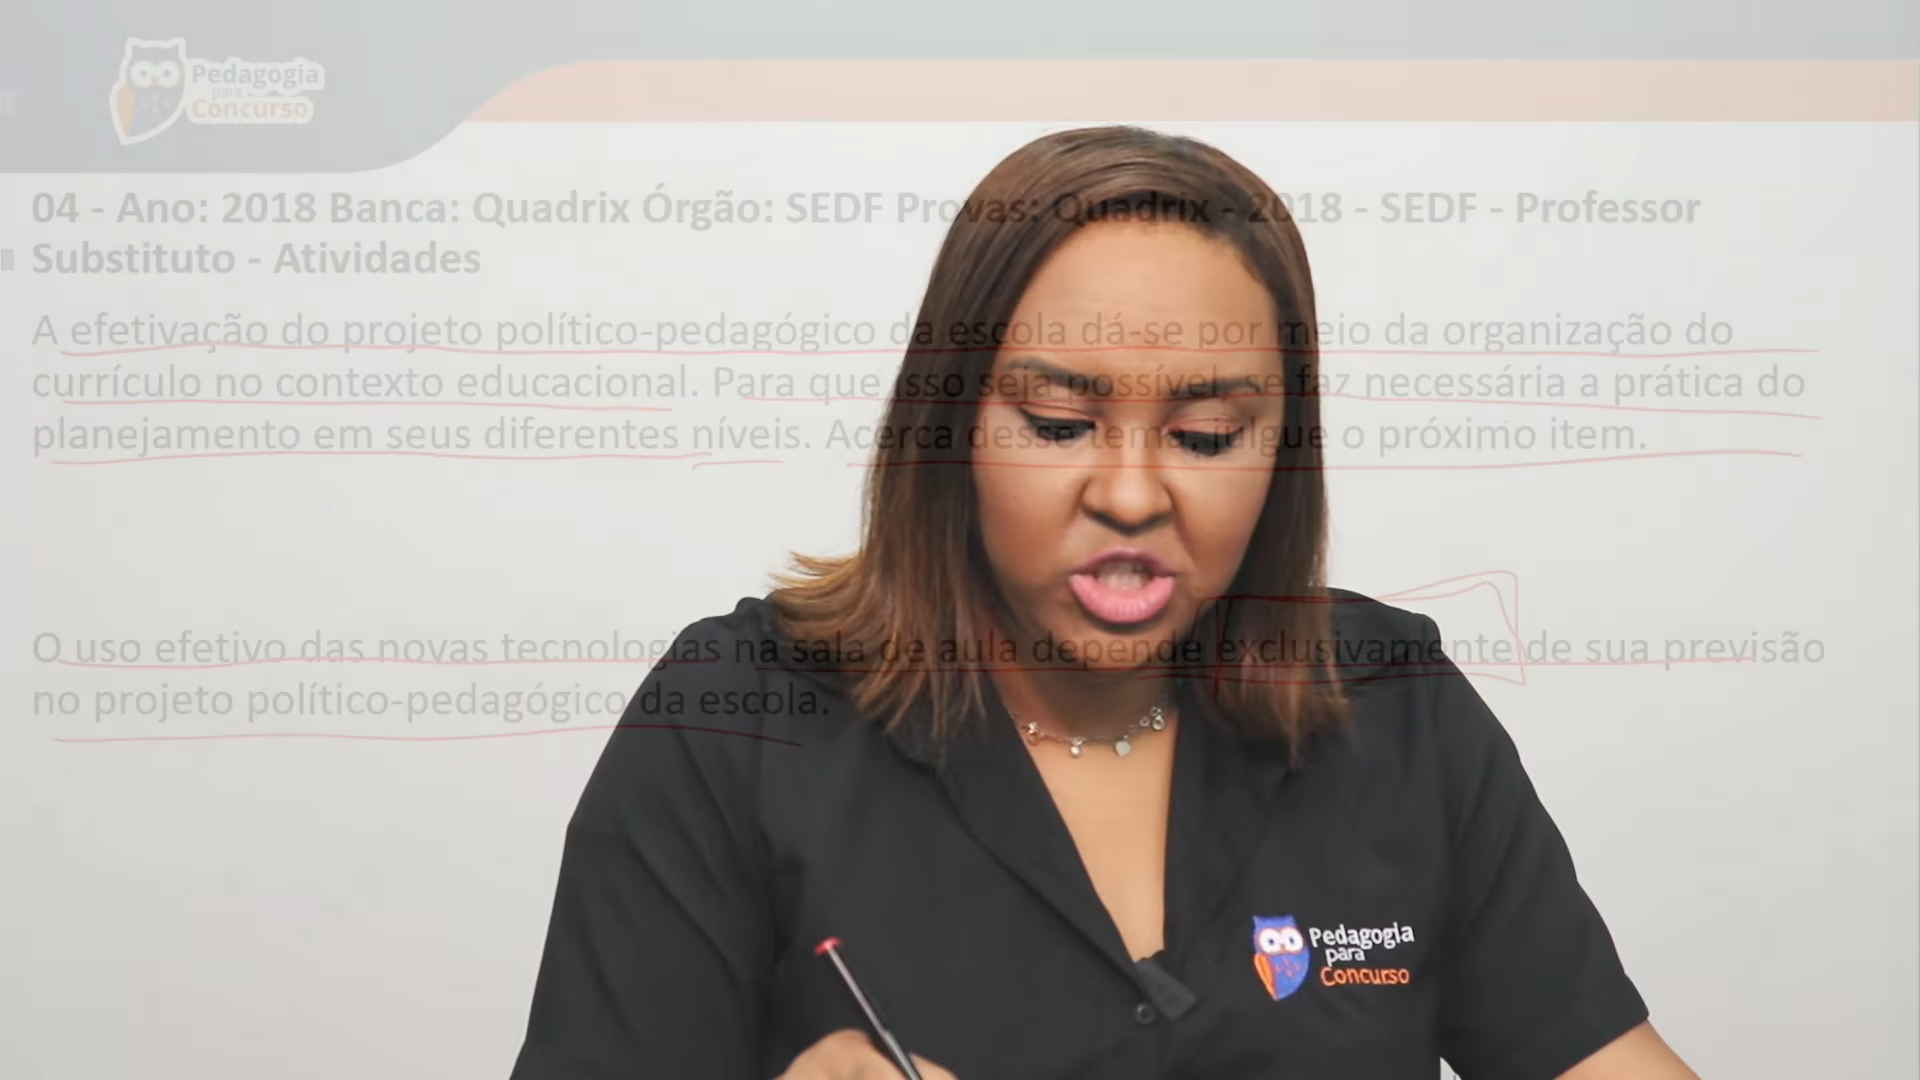 Pedagogia
para
Concurso
04 - Ano: 2018 Banca: Quadrix Órgão: SEDF Provas: Quadrix - 2018 - SEDF - Professor
Substituto - Atividades
A efetivação do projeto político-pedagógico da escola dá-se por meio da organização do
currículo no contexto educacional. Para que isso seja possível, se faz necessária a prática do
planejamento em seus diferentes níveis. Acerca desse tema, julgue o próximo item.
O uso efetivo das novas tecnologias na sala de aula depende exclusivamente de sua previsão
no projeto político-pedagógico da escola.
Pedagogia
para
Concurso